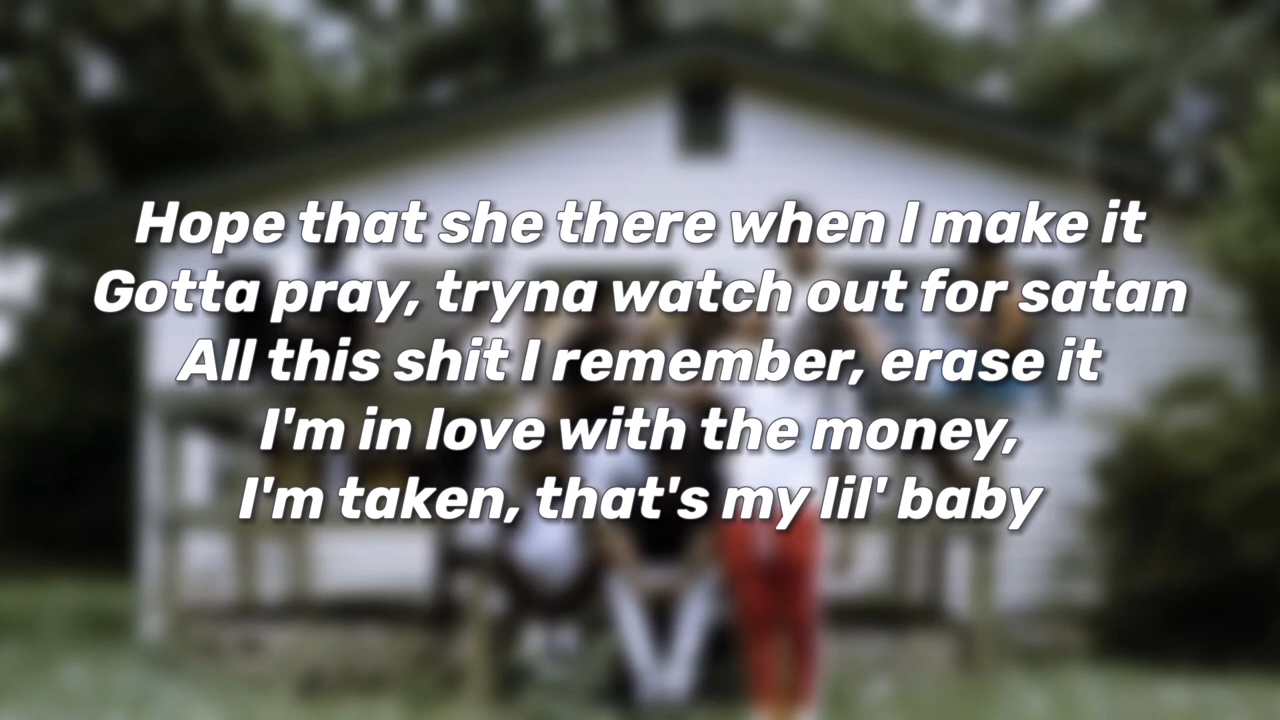 Hope that she there when I make it
Gotta pray, tryna watch out for satan
All this shit I remember, erase it
I'm in love with the money,
I'm taken, that's my lil' baby